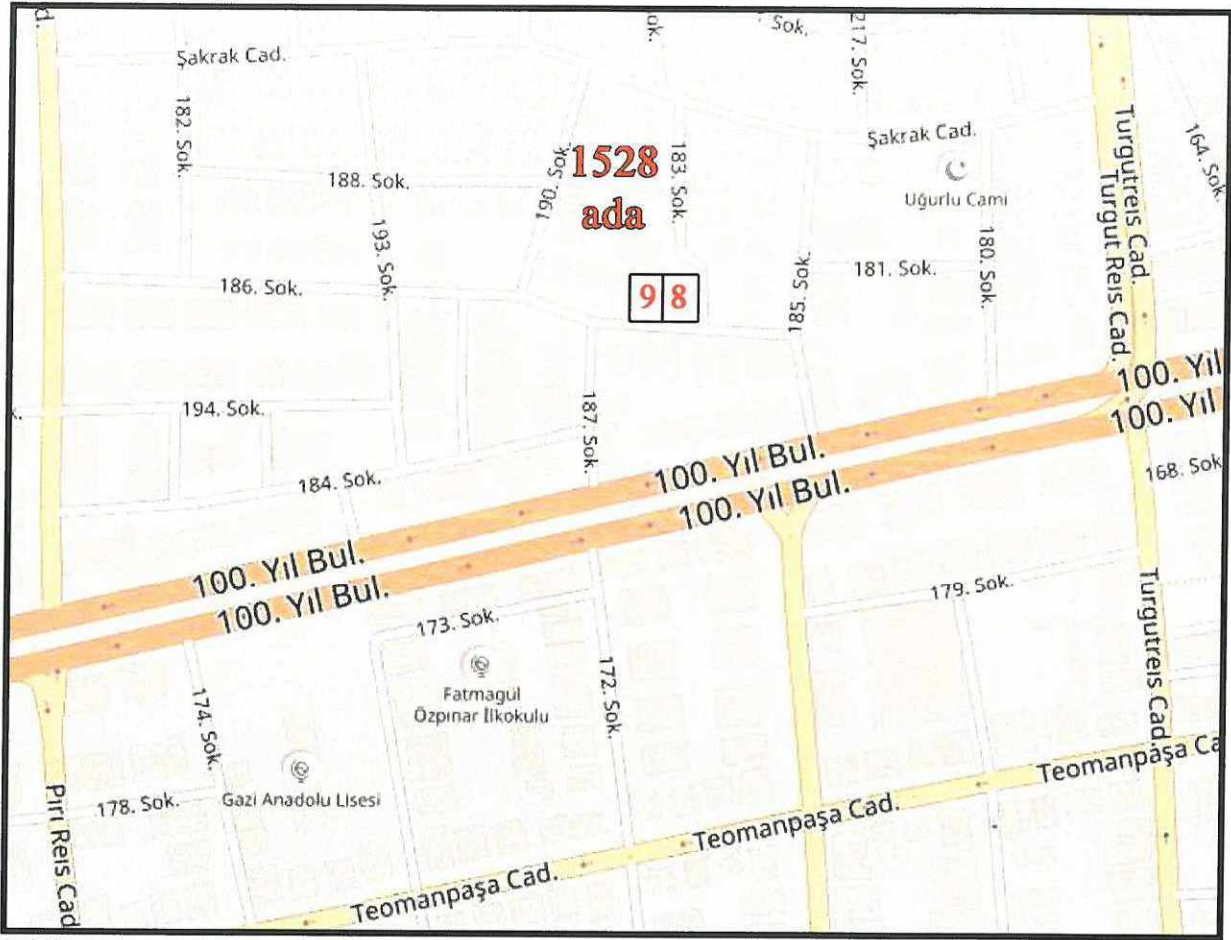 d.
ok.
Sok.
217. Sok.
Şakrak Cad.
182. Sok.
188. Sok.
190. Sok.
1528
ada
183. Sok.
Şakrak Cad.
Uğurlu Cami
Turgutreis Cad.
Turgut Reis Cad.
164. Sok.
193. Sok.
186. Sok.
9
8
185. Sok.
181. Sok.
180. Sok.
194. Sok.
187. Sok.
100. Yıl
100. Yıl
184. Sok.
100. Yıl Bul.
100. Yıl Bul.
168. Sok
100. Yıl Bul.
100. Yıl Bul.
173. Sok.
179. Sok.
Fatmagül
Özpınar İlkokulu
172. Sok.
174. Sok.
Turgutreis Cad
Gazi Anadolu Lisesi
178. Sok.
Piri Reis Cad
Teomanpaşa Ca
Teomanpaşa Cad.
Teomanpaşa Cad.